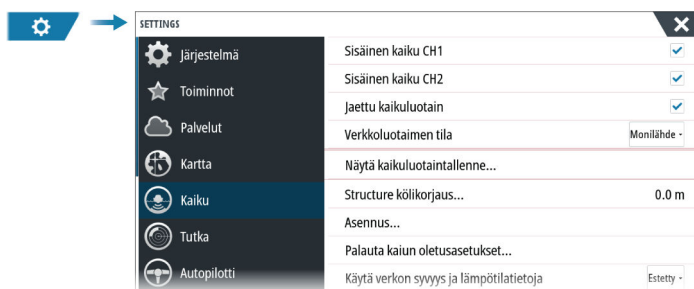 SETTINGS
Järjestelmä
Toiminnot
Palvelut
Kartta
Kaiku
Tutka
Autopilotti
Sisäinen kaiku CH1
Sisäinen kaiku CH2
Jaettu kaikuluotain
Verkkoluotaimen tila Monilähde
Näytä kaikuluotaintallenne...
Structure kölikorjaus... 0.0 m
Asennus...
Palauta kaiun oletusasetukset...
Käytä verkon syvyys ja lämpötilatietoja Estetty